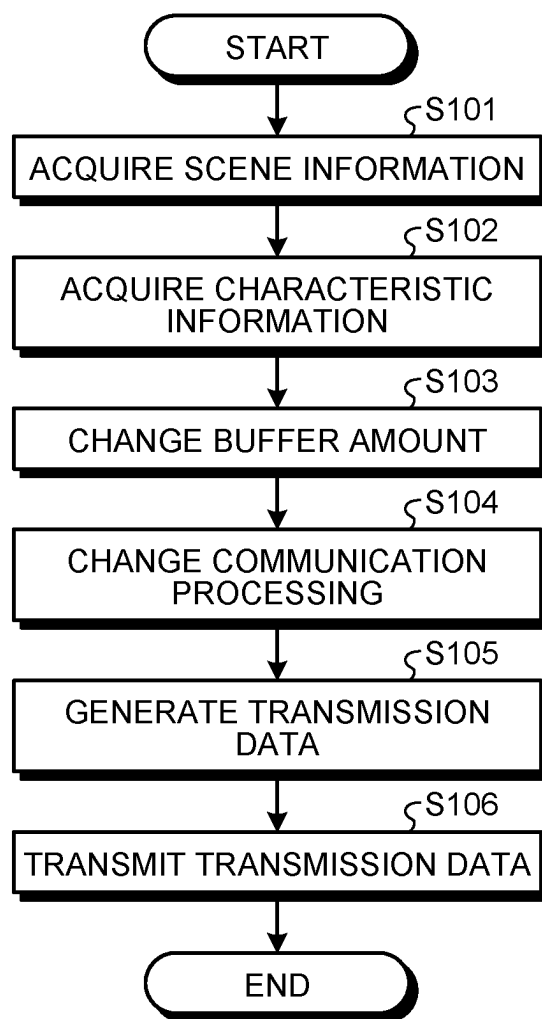 START
S101
ACQUIRE SCENE INFORMATION
S102
ACQUIRE CHARACTERISTIC
INFORMATION
S103
CHANGE BUFFER AMOUNT
S104
CHANGE COMMUNICATION
PROCESSING
S105
GENERATE TRANSMISSION
DATA
S106
TRANSMIT TRANSMISSION DATA
END